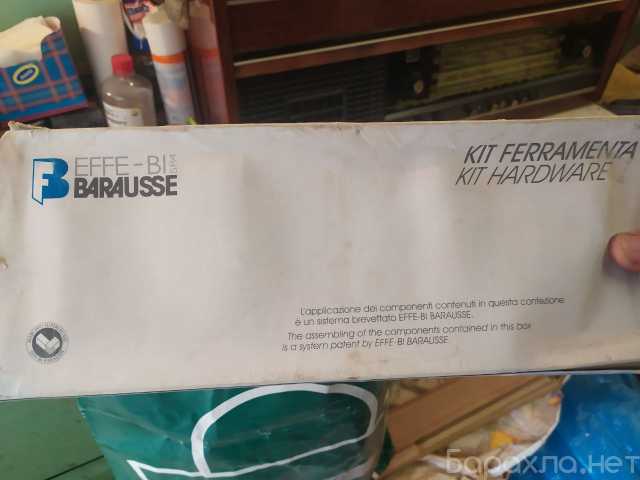 EFFE-BI SPA
BARAUSSE
KIT FERRAMENTA
KIT HARDWARE
L'applicazione dei componenti contenuti in questa confezione
è un sistema brevettato EFFE-BI BARAUSSE.
The assembling of the components contained in this box
is a system patent by EFFE-BI BARAUSSE
Барахла.нет